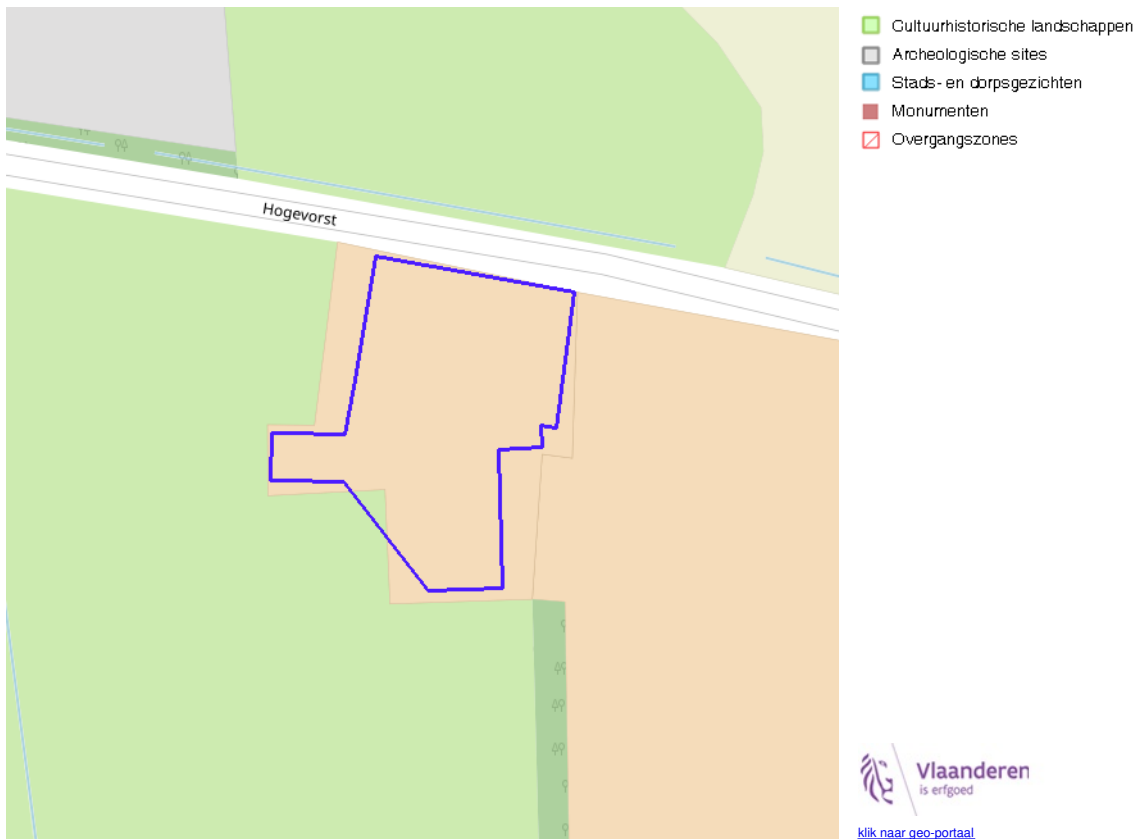 Hogevorst
Cultuurhistorische landschappen
Archeologische sites
Stads- en dorpsgezichten
Monumenten
Overgangszones
Vlaanderen
is erfgoed
klik naar geo-portaal